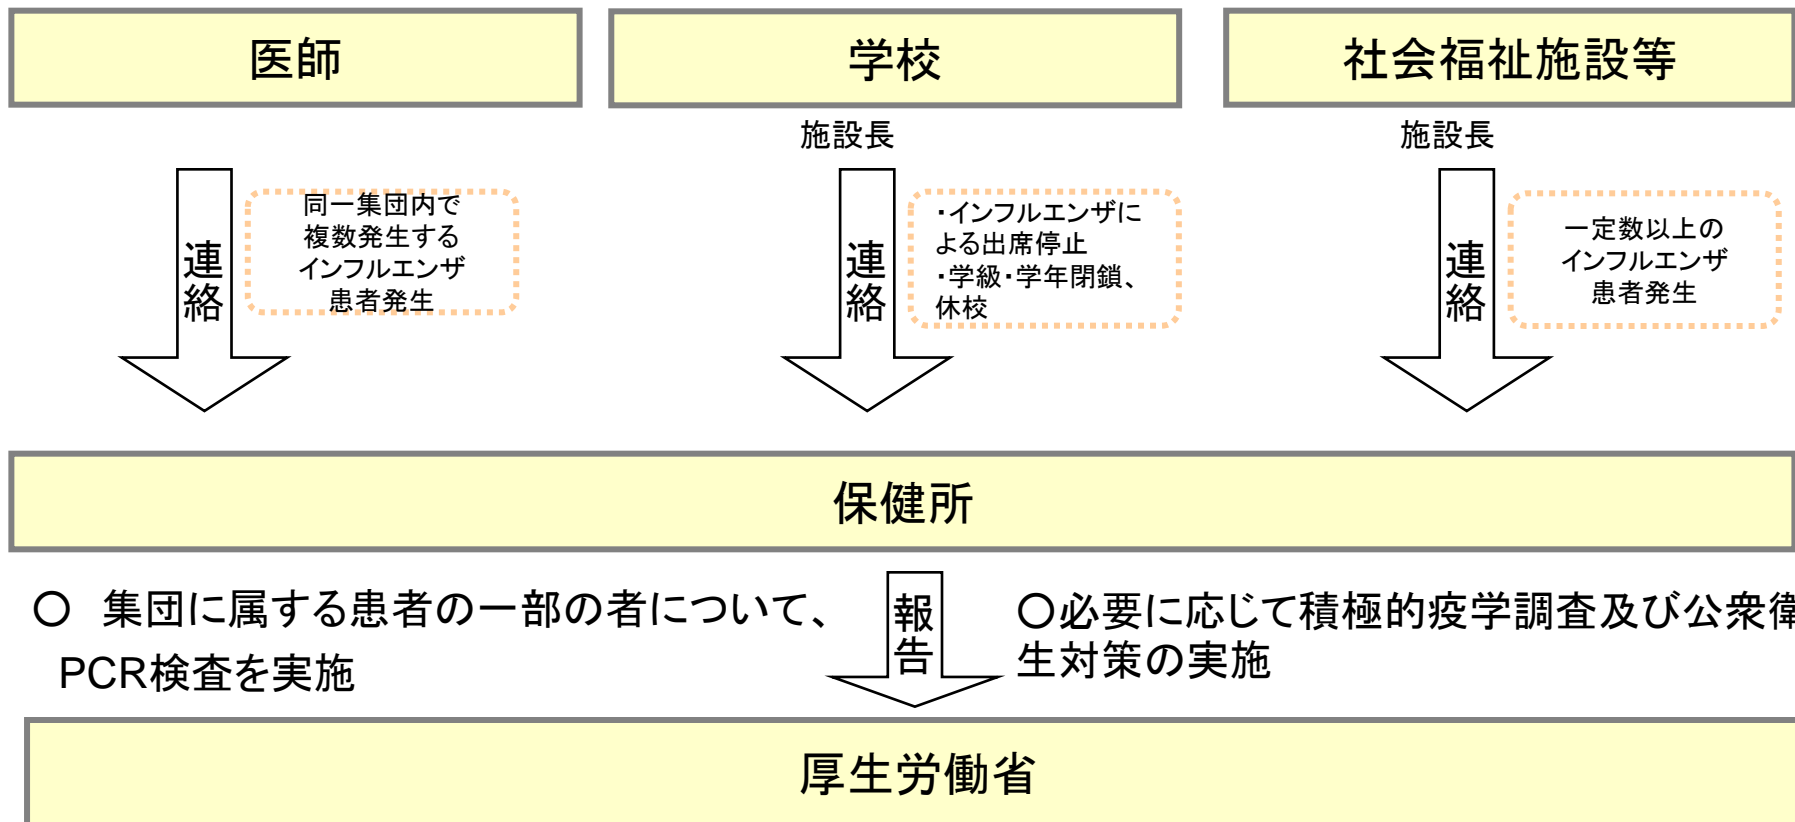 医師
学校
社会福祉施設等
施設長
施設長
連絡
同一集団内で
複数発生する
インフルエンザ
患者発生
連絡
・インフルエンザに
よる出席停止
・学級・学年閉鎖、
休校
連絡
一定数以上の
インフルエンザ
患者発生
保健所
○　集団に属する患者の一部の者について、
PCR検査を実施
報告
○必要に応じて積極的疫学調査及び公衆衛
生対策の実施
厚生労働省